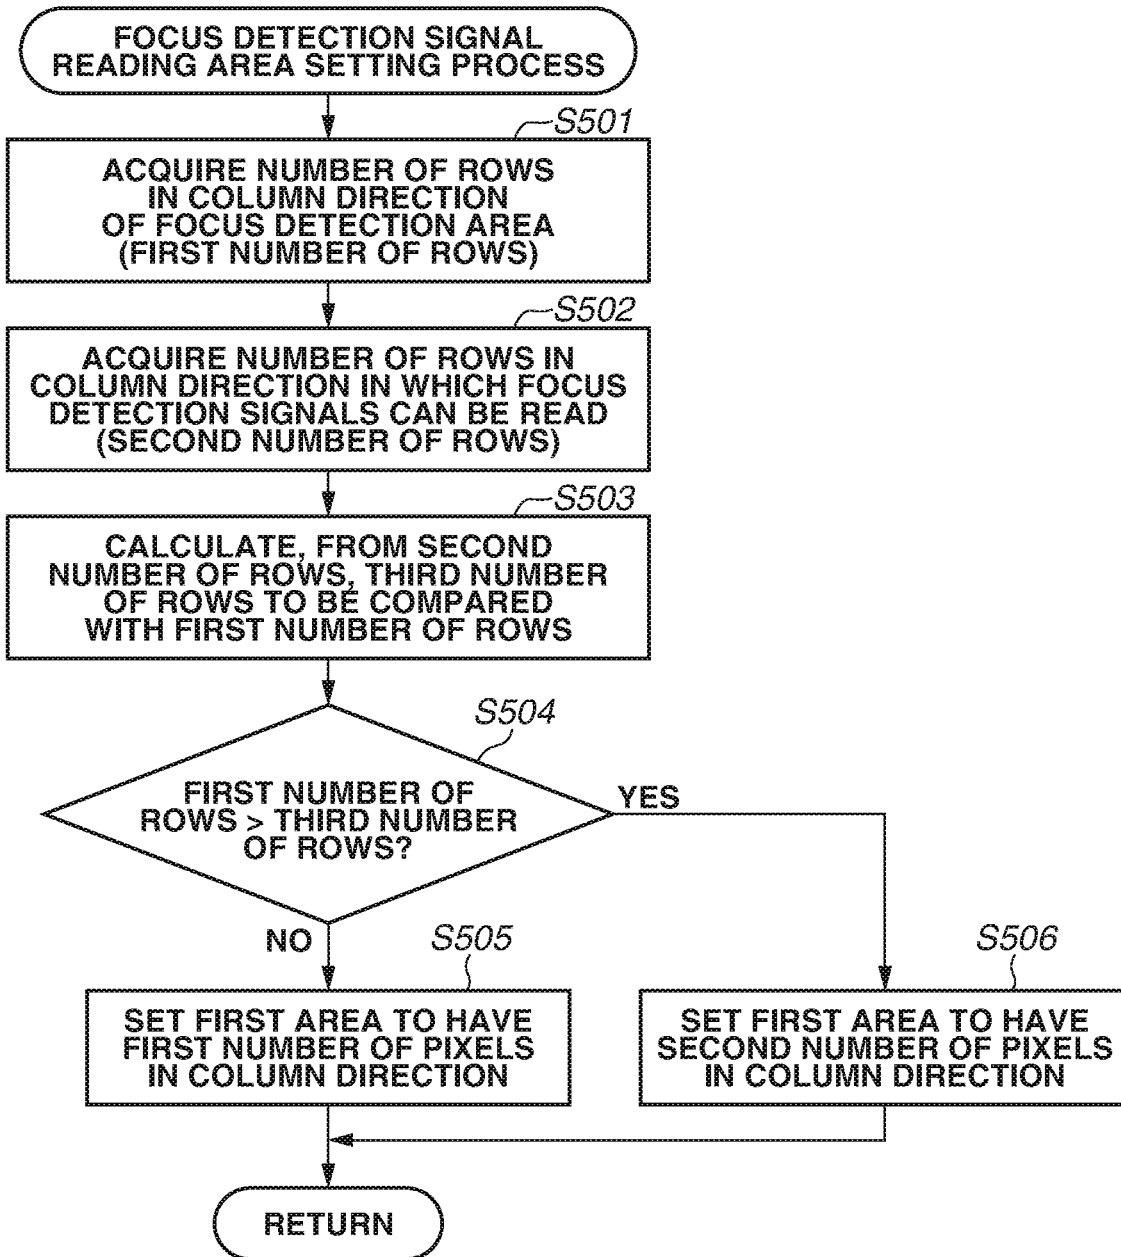 FOCUS DETECTION SIGNAL
READING AREA SETTING PROCESS
S501
ACQUIRE NUMBER OF ROWS
IN COLUMN DIRECTION
OF FOCUS DETECTION AREA
(FIRST NUMBER OF ROWS)
S502
ACQUIRE NUMBER OF ROWS IN
COLUMN DIRECTION IN WHICH FOCUS
DETECTION SIGNALS CAN BE READ
(SECOND NUMBER OF ROWS)
S503
CALCULATE, FROM SECOND
NUMBER OF ROWS, THIRD NUMBER
OF ROWS TO BE COMPARED
WITH FIRST NUMBER OF ROWS
S504
FIRST NUMBER OF
ROWS > THIRD NUMBER
OF ROWS?
YES
NO
S505
SET FIRST AREA TO HAVE
FIRST NUMBER OF PIXELS
IN COLUMN DIRECTION
S506
SET FIRST AREA TO HAVE
SECOND NUMBER OF PIXELS
IN COLUMN DIRECTION
RETURN